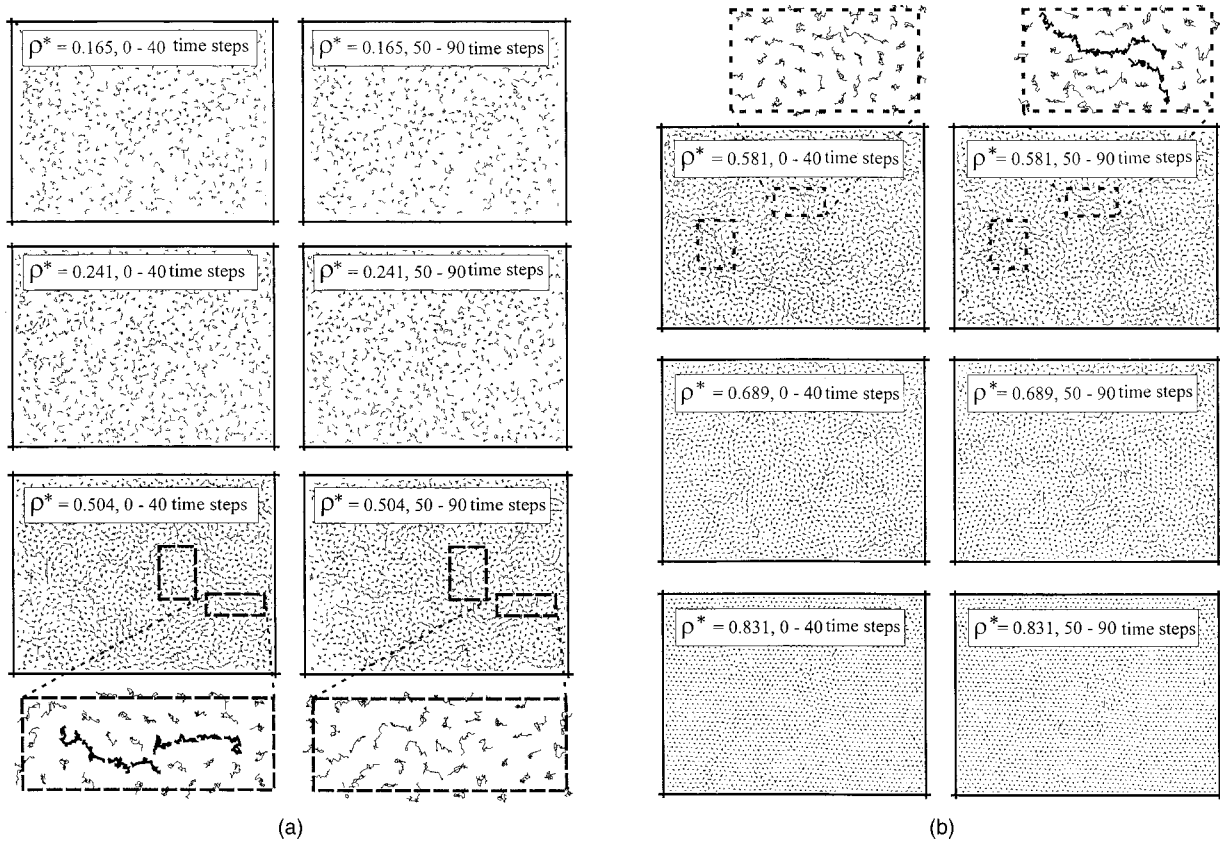 ρ* = 0.165, 0 - 40 time steps
ρ* = 0.165, 50 - 90 time steps
ρ* = 0.241, 0 - 40 time steps
ρ* = 0.241, 50 - 90 time steps
ρ* = 0.504, 0 - 40 time steps
ρ* = 0.504, 50 - 90 time steps
(a)
ρ* = 0.581, 0 - 40 time steps
ρ* = 0.581, 50 - 90 time steps
ρ* = 0.689, 0 - 40 time steps
ρ* = 0.689, 50 - 90 time steps
ρ* = 0.831, 0 - 40 time steps
ρ* = 0.831, 50 - 90 time steps
(b)